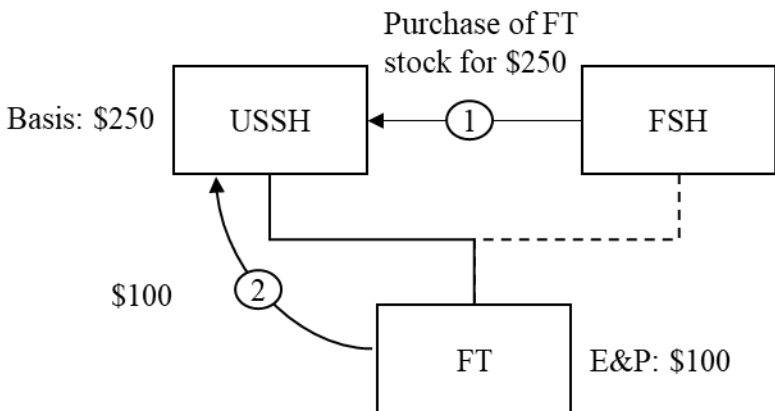 Purchase of FT
stock for $250
Basis: $250
USSH
1
FSH
$100
2
FT
E&P: $100